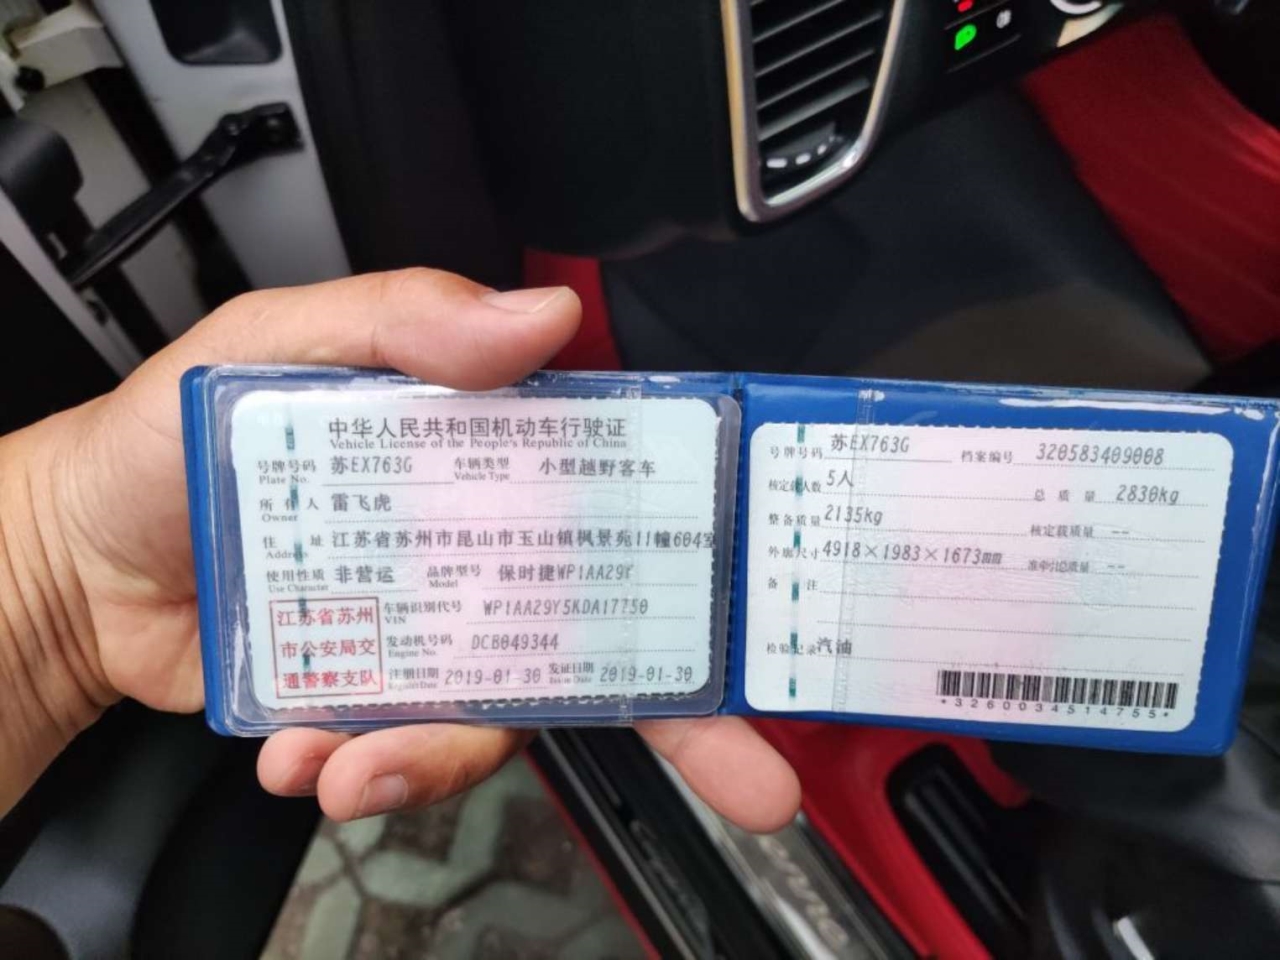 中华人民共和国机动车行驶证
Vehicle License of the People's Republic of China
号牌号码 苏EX763G 车辆类型 小型越野客车
Plate No. Vehicle Type
所有人 雷飞虎
Owner
住址 江苏省苏州市昆山市玉山镇枫景苑11幢604室
Address
使用性质 非营运 品牌型号 保时捷WP1AA29Y
Use Character Model
江苏省苏州
市公安局交
通警察支队
车辆识别代号 WP1AA29Y5KDA17750
VIN
发动机号码 DCB049344
Engine No.
注册日期 2019-01-30 发证日期 2019-01-30
Register Date Issue Date
号牌号码 苏EX763G 档案编号 320583409008
核定载人数 5人 总质量 2830kg
整备质量 2135kg 核定载质量 --
外廓尺寸 4918×1983×1673mm 准牵引总质量 --
备注
检验记录 汽油
*3260034514755*